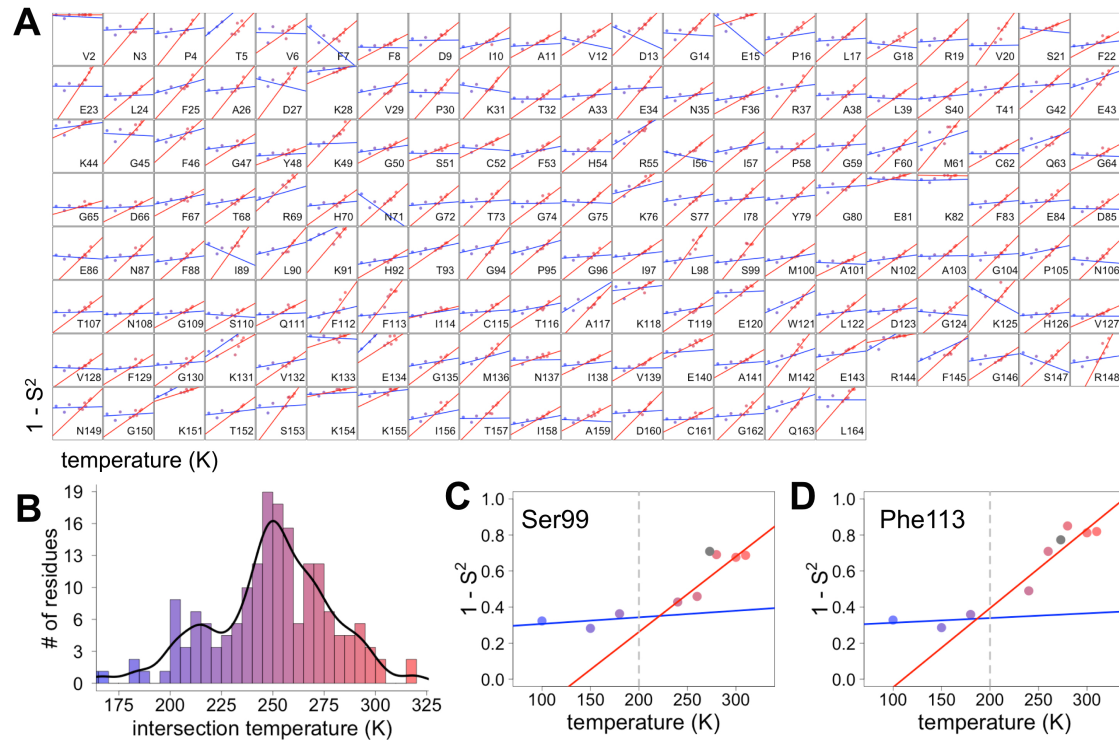 A
V2 N3 P4 T5 V6 F7 F8 D9 I10 A11 V12 D13 G14 E15 P16 L17 G18 R19 V20 S21 F22
E23 L24 F25 A26 D27 K28 V29 P30 K31 T32 A33 E34 N35 F36 R37 A38 L39 S40 T41 G42 E43
K44 G45 F46 G47 Y48 K49 G50 S51 C52 F53 H54 R55 I56 I57 P58 G59 F60 M61 C62 Q63 G64
G65 D66 F67 T68 R69 H70 N71 G72 T73 G74 G75 K76 S77 I78 Y79 G80 E81 K82 F83 E84 D85
E86 N87 F88 I89 L90 K91 H92 T93 G94 P95 G96 I97 L98 S99 M100 A101 N102 A103 G104 P105 N106
T107 N108 G109 S110 Q111 F112 F113 I114 C115 T116 A117 K118 T119 E120 W121 L122 D123 G124 K125 H126 V127
V128 F129 G130 K131 V132 K133 E134 G135 M136 N137 I138 V139 E140 A141 M142 E143 R144 F145 G146 S147 R148
N149 G150 K151 T152 S153 K154 K155 I156 T157 I158 A159 D160 C161 G162 Q163 L164
1 - S²
temperature (K)
B
19
16
13
10
6
3
0
# of residues
175 200 225 250 275 300 325
intersection temperature (K)
C
Ser99
1.0
0.8
0.6
0.4
0.2
0.0
1 - S²
100 150 200 250 300
temperature (K)
D
Phe113
1.0
0.8
0.6
0.4
0.2
0.0
1 - S²
100 150 200 250 300
temperature (K)